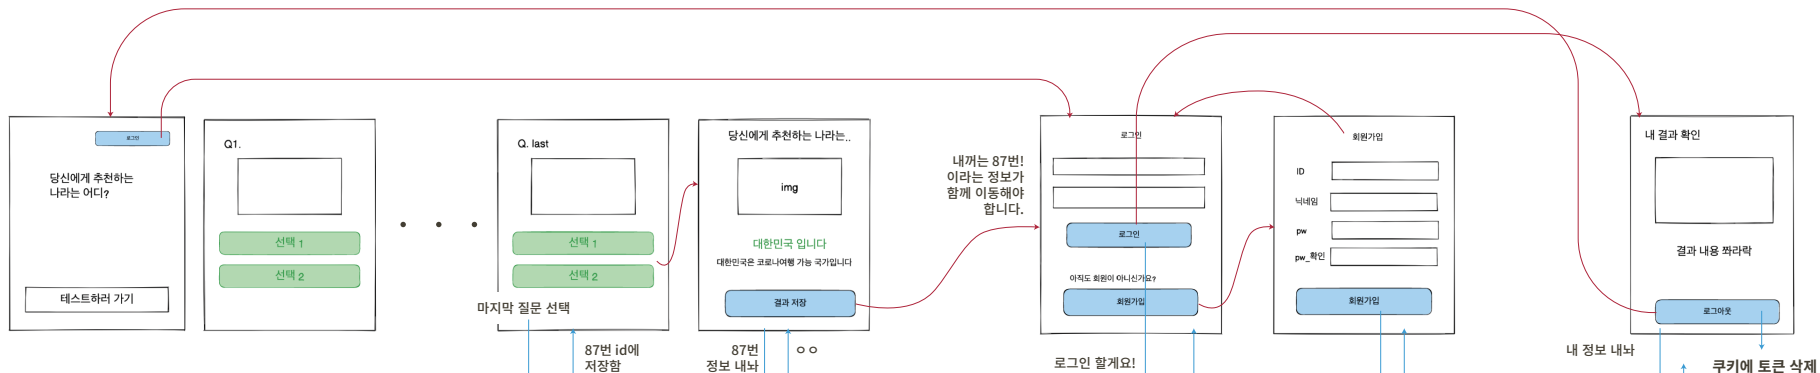 로그인
당신에게 추천하는
나라는 어디?
테스트하러 가기
Q1.
선택 1
선택 2
Q. last
선택 1
선택 2
마지막 질문 선택
87번 id에
저장함
당신에게 추천하는 나라는..
img
대한민국 입니다
대한민국은 코로나여행 가능 국가입니다
결과 저장
87번
정보 내놔
ㅇㅇ
내꺼는 87번!
이라는 정보가
함께 이동해야
합니다.
로그인
로그인
아직도 회원이 아니신가요?
회원가입
로그인 할게요!
회원가입
ID
닉네임
pw
pw_확인
회원가입
내 결과 확인
결과 내용 쫘라락
로그아웃
내 정보 내놔
쿠키에 토큰 삭제